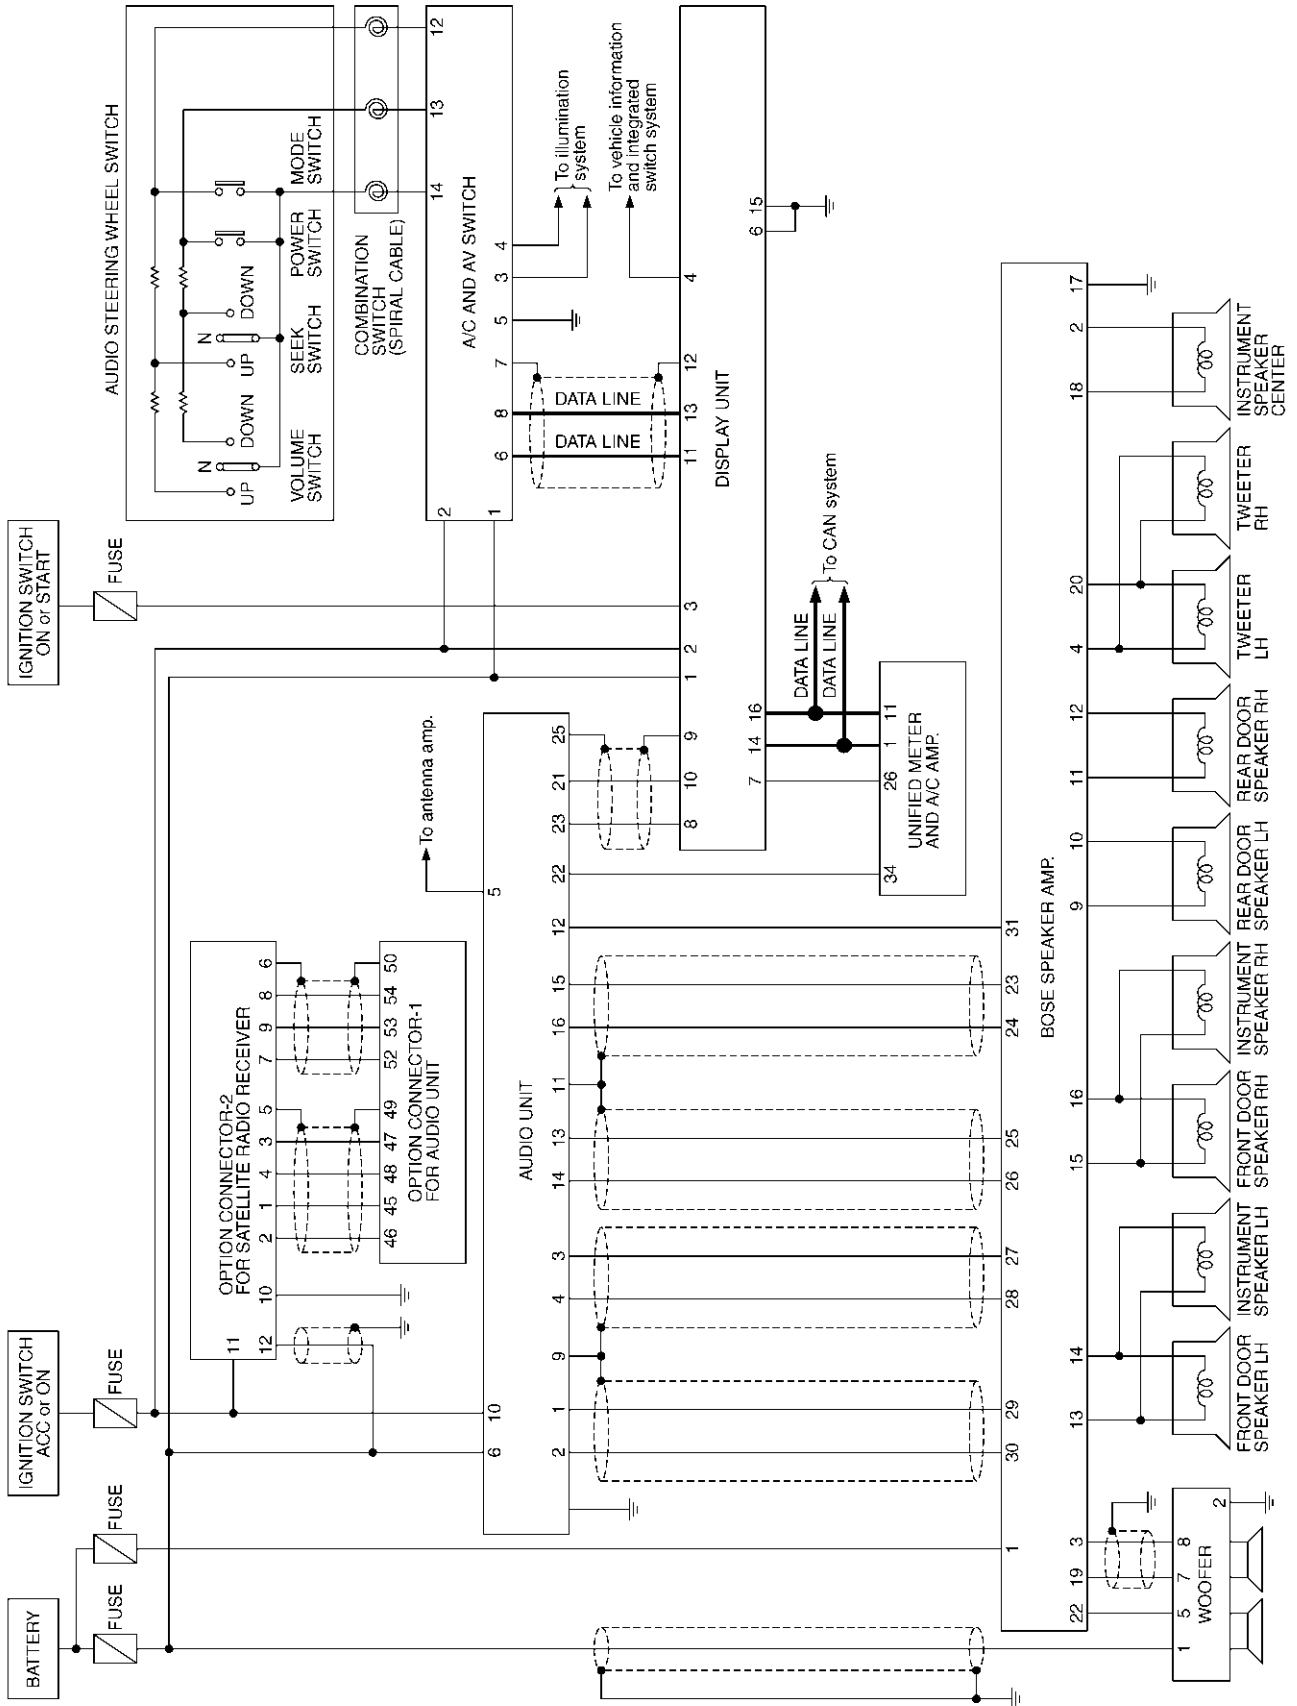 BATTERY
FUSE
FUSE
IGNITION SWITCH
ACC or ON
FUSE
IGNITION SWITCH
ON or START
FUSE
AUDIO STEERING WHEEL SWITCH
VOLUME
SWITCH
UP
N
DOWN
SEEK
SWITCH
UP
N
DOWN
POWER
SWITCH
MODE
SWITCH
COMBINATION
SWITCH
(SPIRAL CABLE)
14 13 12
A/C AND AV SWITCH
2
1
6 8 7 5 3 4
To illumination
system
DATA LINE
DATA LINE
To vehicle information
and integrated
switch system
OPTION CONNECTOR-2
FOR SATELLITE RADIO RECEIVER
11
12 10 2 1 4 3 5 7 9 8 6
46 45 48 47 49 52 53 54 50
OPTION CONNECTOR-1
FOR AUDIO UNIT
To antenna amp.
6 10 5
AUDIO UNIT
2 1 9 4 3 14 13 11 16 15 12 22 23 21 25
8 10 9 1 2 3 11 13 12 4
DISPLAY UNIT
7 14 16 6 15
DATA LINE
DATA LINE
To CAN system
34 26 1 11
UNIFIED METER
AND A/C AMP.
1 30 29 28 27 26 25 24 23 31
BOSE SPEAKER AMP.
22 19 3 13 14 15 16 9 10 11 12 4 20 18 2 17
1 5 7 8 2
WOOFER
FRONT DOOR
SPEAKER LH
INSTRUMENT
SPEAKER LH
FRONT DOOR
SPEAKER RH
INSTRUMENT
SPEAKER RH
REAR DOOR
SPEAKER LH
REAR DOOR
SPEAKER RH
TWEETER
LH
TWEETER
RH
INSTRUMENT
SPEAKER
CENTER